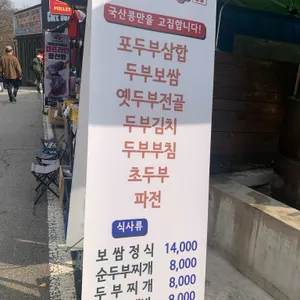 MILLET
국산콩만을 고집합니다!
포두부삼합
두부보쌈
옛두부전골
두부김치
두부부침
초두부
파전
식사류
보쌈정식 14,000
순두부찌개 8,000
두부찌개 8,000
8,000